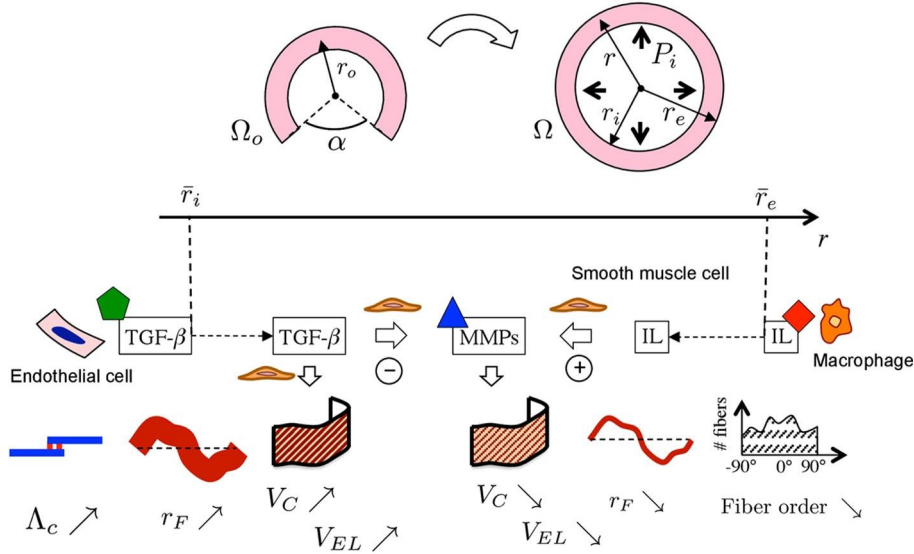 r_o
Ω_o
α
P_i
r
r_i
r_e
Ω
r̄_i
r̄_e
r
Smooth muscle cell
TGF-β
TGF-β
MMPs
IL
IL
Endothelial cell
−
+
Macrophage
# fibers
-90° 0° 90°
Λ_c ↗
r_F ↗
V_C ↗
V_EL ↗
V_C ↘
V_EL ↘
r_F ↘
Fiber order ↘